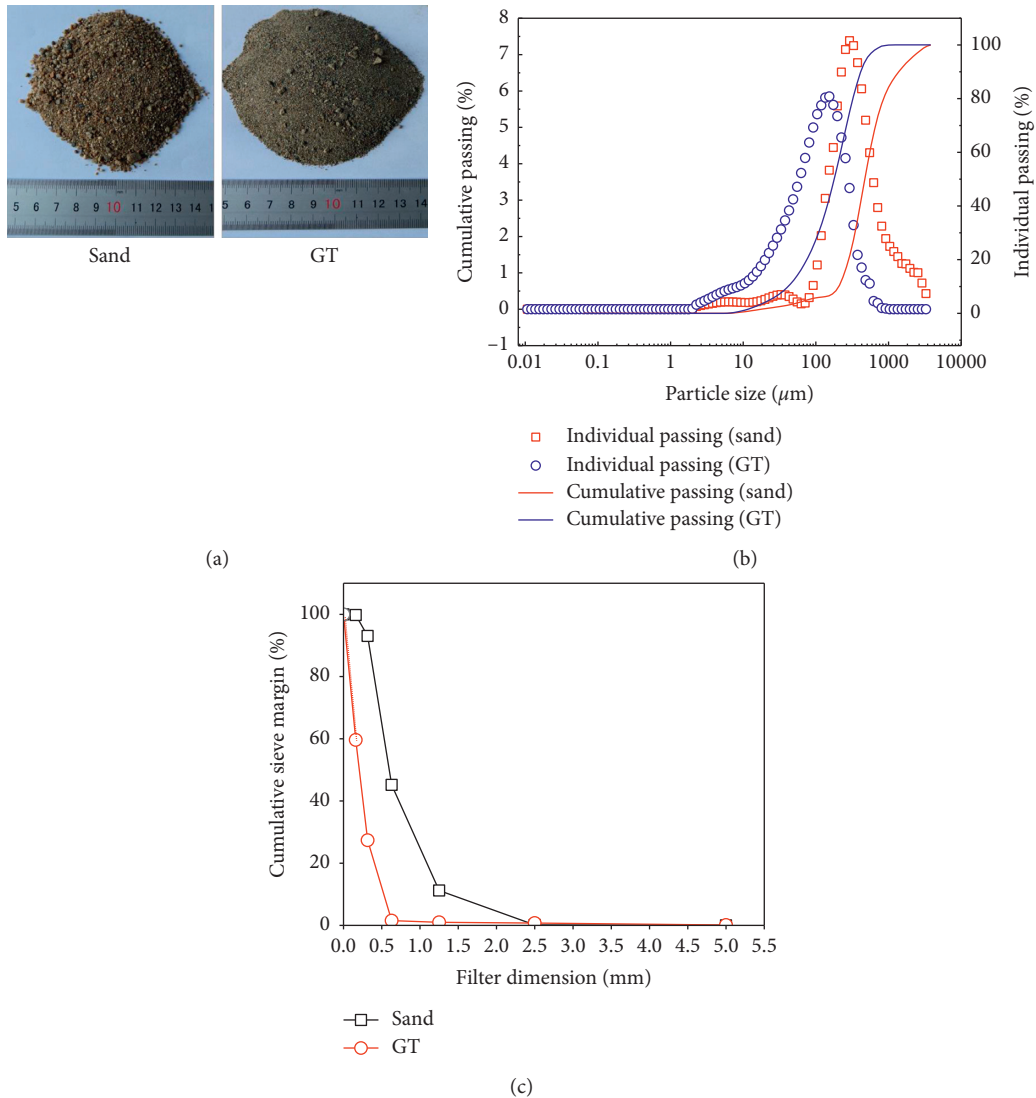 5 6 7 8 9 10 11 12 13 14 1
5 6 7 8 9 10 11 12 13 14
Sand
GT
8
7
6
5
4
3
2
1
0
−1
Cumulative passing (%)
100
80
60
40
20
0
Individual passing (%)
0.01 0.1 1 10 100 1000 10000
Particle size (μm)
Individual passing (sand)
Individual passing (GT)
Cumulative passing (sand)
Cumulative passing (GT)
(a)
(b)
100
80
60
40
20
0
Cumulative sieve margin (%)
0.0 0.5 1.0 1.5 2.0 2.5 3.0 3.5 4.0 4.5 5.0 5.5
Filter dimension (mm)
Sand
GT
(c)